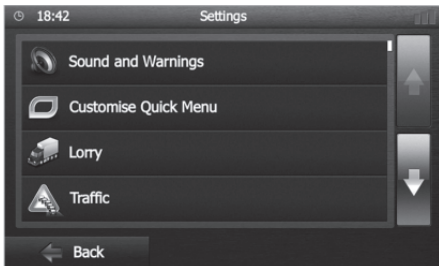 18:42 Settings
Sound and Warnings
Customise Quick Menu
Lorry
Traffic
Back